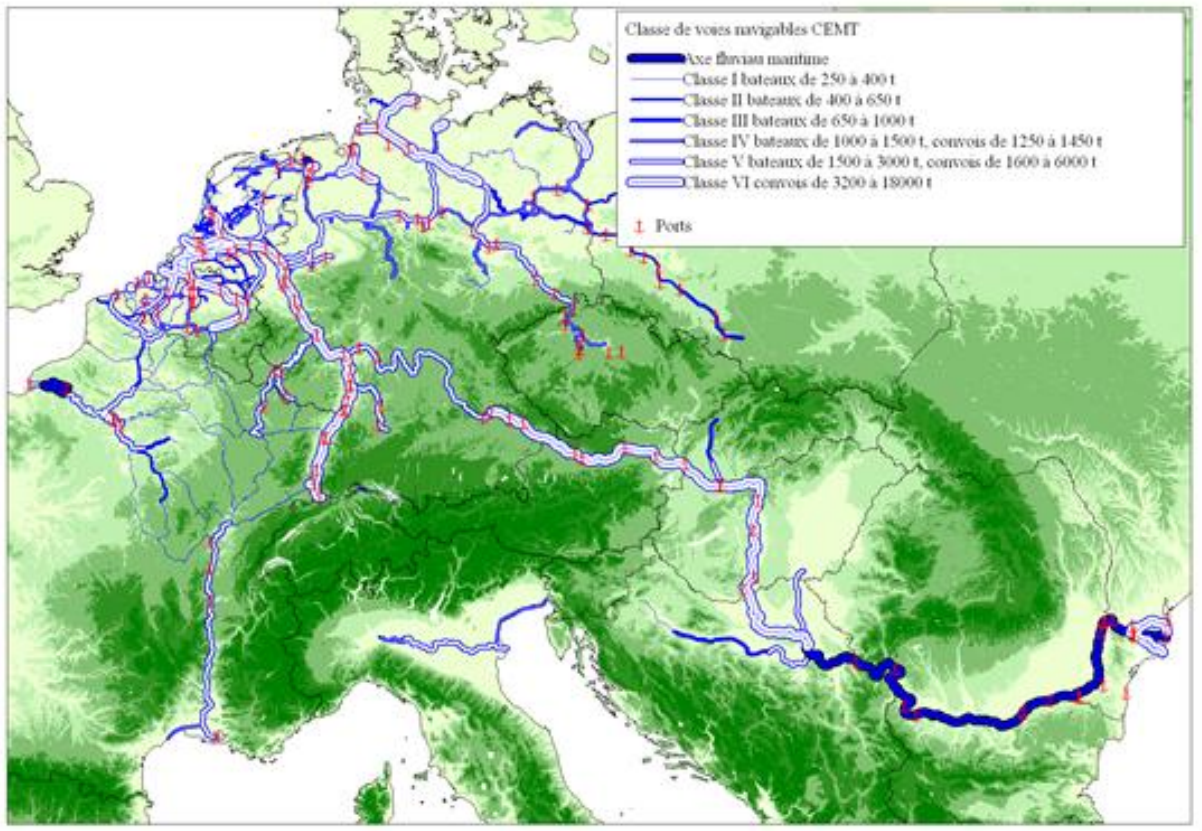 Classe de voies navigables CEMT
Axe fluviau maritime
Classe I bateaux de 250 à 400 t
Classe II bateaux de 400 à 650 t
Classe III bateaux de 650 à 1000 t
Classe IV bateaux de 1000 à 1500 t, convois de 1250 à 1450 t
Classe V bateaux de 1500 à 3000 t, convois de 1600 à 6000 t
Classe VI convois de 3200 à 18000 t
Ports